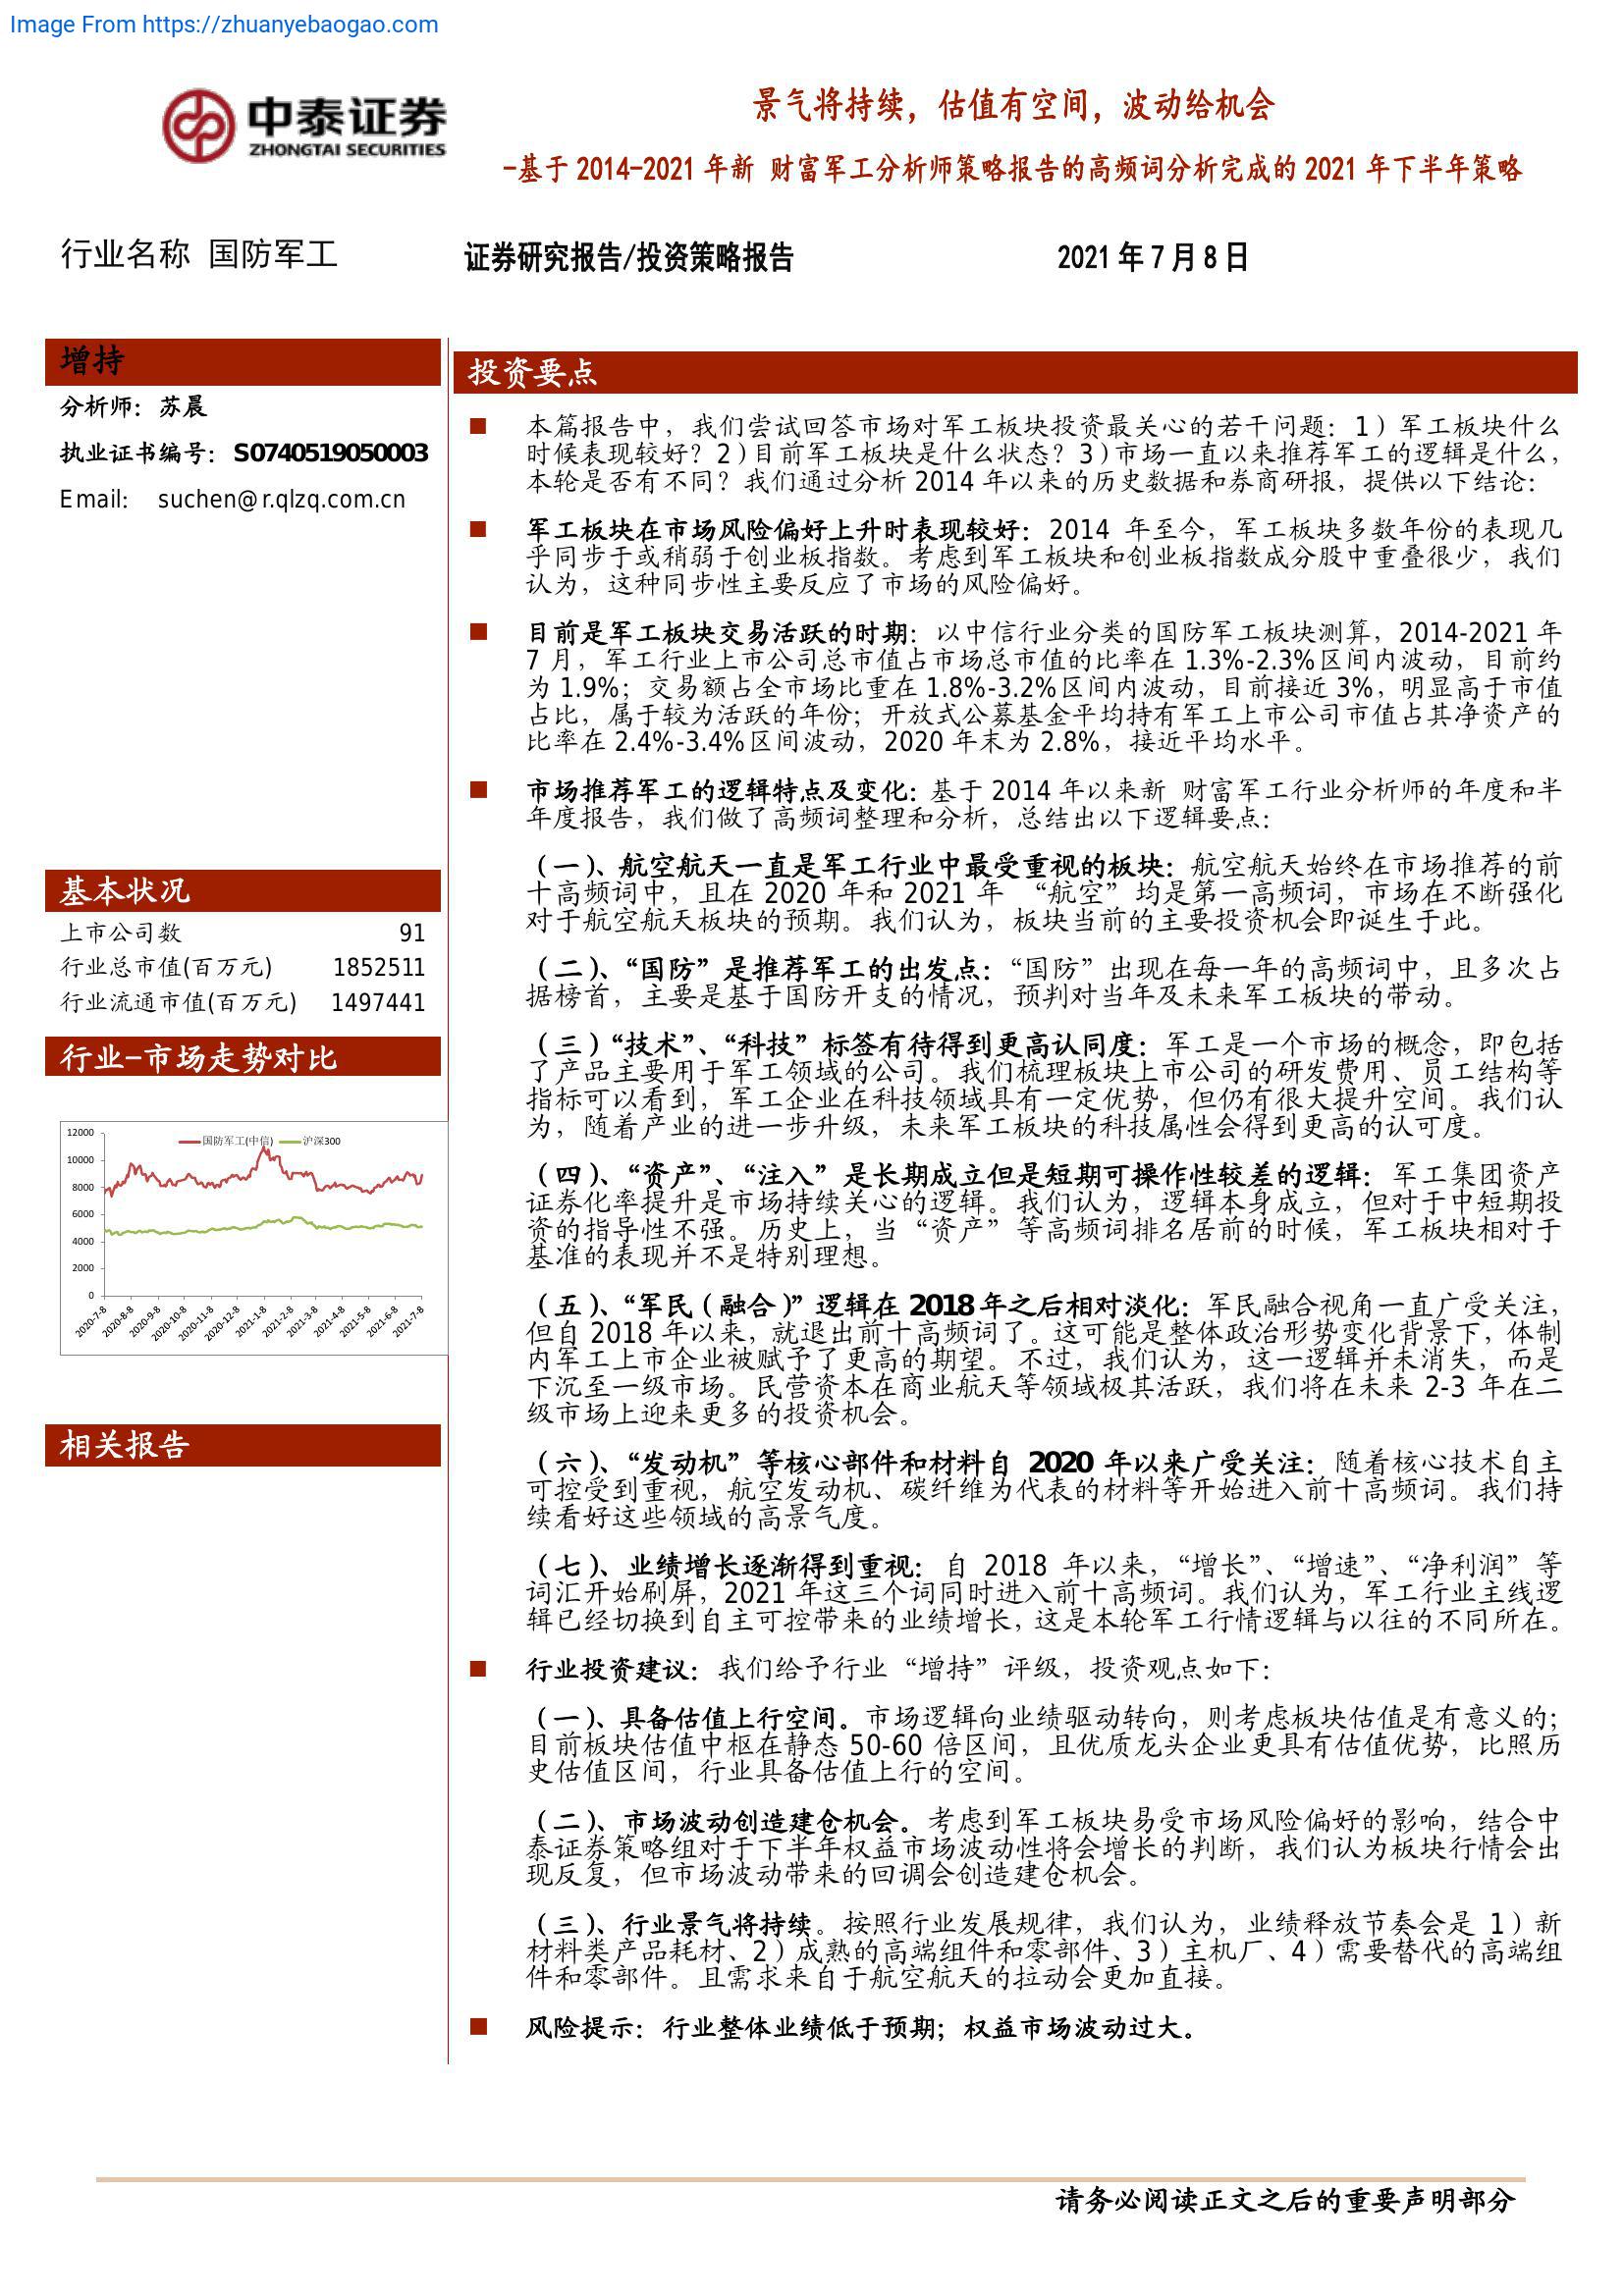 Image From https://zhuanyebaogao.com
中泰证券
ZHONGTAI SECURITIES
景气将持续，估值有空间，波动给机会
-基于 2014-2021 年新 财富军工分析师策略报告的高频词分析完成的 2021 年下半年策略
行业名称 国防军工
证券研究报告/投资策略报告
2021 年 7 月 8 日
增持
分析师：苏晨
执业证书编号：S0740519050003
Email： suchen@r.qlzq.com.cn
基本状况
上市公司数 91
行业总市值(百万元) 1852511
行业流通市值(百万元) 1497441
行业-市场走势对比
国防军工(中信) 沪深300
12000
10000
8000
6000
4000
2000
0
2020-7-8 2020-8-8 2020-9-8 2020-10-8 2020-11-8 2020-12-8 2021-1-8 2021-2-8 2021-3-8 2021-4-8 2021-5-8 2021-6-8 2021-7-8
相关报告
投资要点
本篇报告中，我们尝试回答市场对军工板块投资最关心的若干问题：1）军工板块什么
时候表现较好？2)目前军工板块是什么状态？3)市场一直以来推荐军工的逻辑是什么，
本轮是否有不同？我们通过分析 2014 年以来的历史数据和券商研报，提供以下结论：
军工板块在市场风险偏好上升时表现较好：2014 年至今，军工板块多数年份的表现几
乎同步于或稍弱于创业板指数。考虑到军工板块和创业板指数成分股中重叠很少，我们
认为，这种同步性主要反应了市场的风险偏好。
目前是军工板块交易活跃的时期：以中信行业分类的国防军工板块测算，2014-2021 年
7 月，军工行业上市公司总市值占市场总市值的比率在 1.3%-2.3%区间内波动，目前约
为 1.9%；交易额占全市场比重在 1.8%-3.2%区间内波动，目前接近 3%，明显高于市值
占比，属于较为活跃的年份；开放式公募基金平均持有军工上市公司市值占其净资产的
比率在 2.4%-3.4%区间波动，2020 年末为 2.8%，接近平均水平。
市场推荐军工的逻辑特点及变化：基于 2014 年以来新 财富军工行业分析师的年度和半
年度报告，我们做了高频词整理和分析，总结出以下逻辑要点：
（一）、航空航天一直是军工行业中最受重视的板块：航空航天始终在市场推荐的前
十高频词中，且在 2020 年和 2021 年 “航空”均是第一高频词，市场在不断强化
对于航空航天板块的预期。我们认为，板块当前的主要投资机会即诞生于此。
（二）、“国防”是推荐军工的出发点：“国防”出现在每一年的高频词中，且多次占
据榜首，主要是基于国防开支的情况，预判对当年及未来军工板块的带动。
（三）“技术”、“科技”标签有待得到更高认同度：军工是一个市场的概念，即包括
了产品主要用于军工领域的公司。我们梳理板块上市公司的研发费用、员工结构等
指标可以看到，军工企业在科技领域具有一定优势，但仍有很大提升空间。我们认
为，随着产业的进一步升级，未来军工板块的科技属性会得到更高的认可度。
（四）、“资产”、“注入”是长期成立但是短期可操作性较差的逻辑：军工集团资产
证券化率提升是市场持续关心的逻辑。我们认为，逻辑本身成立，但对于中短期投
资的指导性不强。历史上，当“资产”等高频词排名居前的时候，军工板块相对于
基准的表现并不是特别理想。
（五）、“军民（融合）”逻辑在 2018 年之后相对淡化：军民融合视角一直广受关注，
但自 2018 年以来，就退出前十高频词了。这可能是整体政治形势变化背景下，体制
内军工上市企业被赋予了更高的期望。不过，我们认为，这一逻辑并未消失，而是
下沉至一级市场。民营资本在商业航天等领域极其活跃，我们将在未来 2-3 年在二
级市场上迎来更多的投资机会。
（六）、“发动机”等核心部件和材料自 2020 年以来广受关注：随着核心技术自主
可控受到重视，航空发动机、碳纤维为代表的材料等开始进入前十高频词。我们持
续看好这些领域的高景气度。
（七）、业绩增长逐渐得到重视：自 2018 年以来，“增长”、“增速”、“净利润”等
词汇开始刷屏，2021 年这三个词同时进入前十高频词。我们认为，军工行业主线逻
辑已经切换到自主可控带来的业绩增长，这是本轮军工行情逻辑与以往的不同所在。
行业投资建议：我们给予行业“增持”评级，投资观点如下：
（一）、具备估值上行空间。市场逻辑向业绩驱动转向，则考虑板块估值是有意义的；
目前板块估值中枢在静态 50-60 倍区间，且优质龙头企业更具有估值优势，比照历
史估值区间，行业具备估值上行的空间。
（二）、市场波动创造建仓机会。考虑到军工板块易受市场风险偏好的影响，结合中
泰证券策略组对于下半年权益市场波动性将会增长的判断，我们认为板块行情会出
现反复，但市场波动带来的回调会创造建仓机会。
（三）、行业景气将持续。按照行业发展规律，我们认为，业绩释放节奏会是 1）新
材料类产品耗材、2）成熟的高端组件和零部件、3）主机厂、4）需要替代的高端组
件和零部件。且需求来自于航空航天的拉动会更加直接。
风险提示：行业整体业绩低于预期；权益市场波动过大。
请务必阅读正文之后的重要声明部分